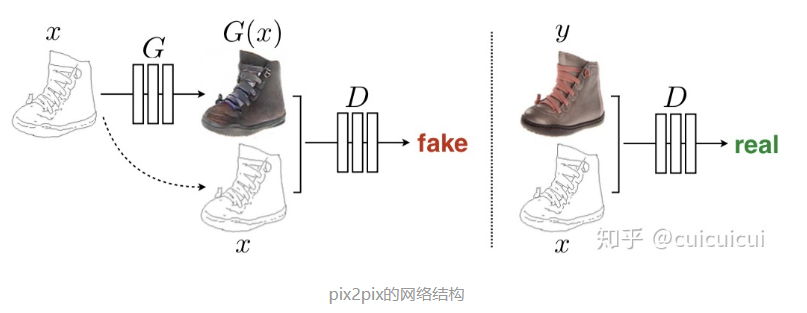 x
G
G(x)
D
fake
x
y
D
real
x
知乎 @cuicuicui
pix2pix的网络结构